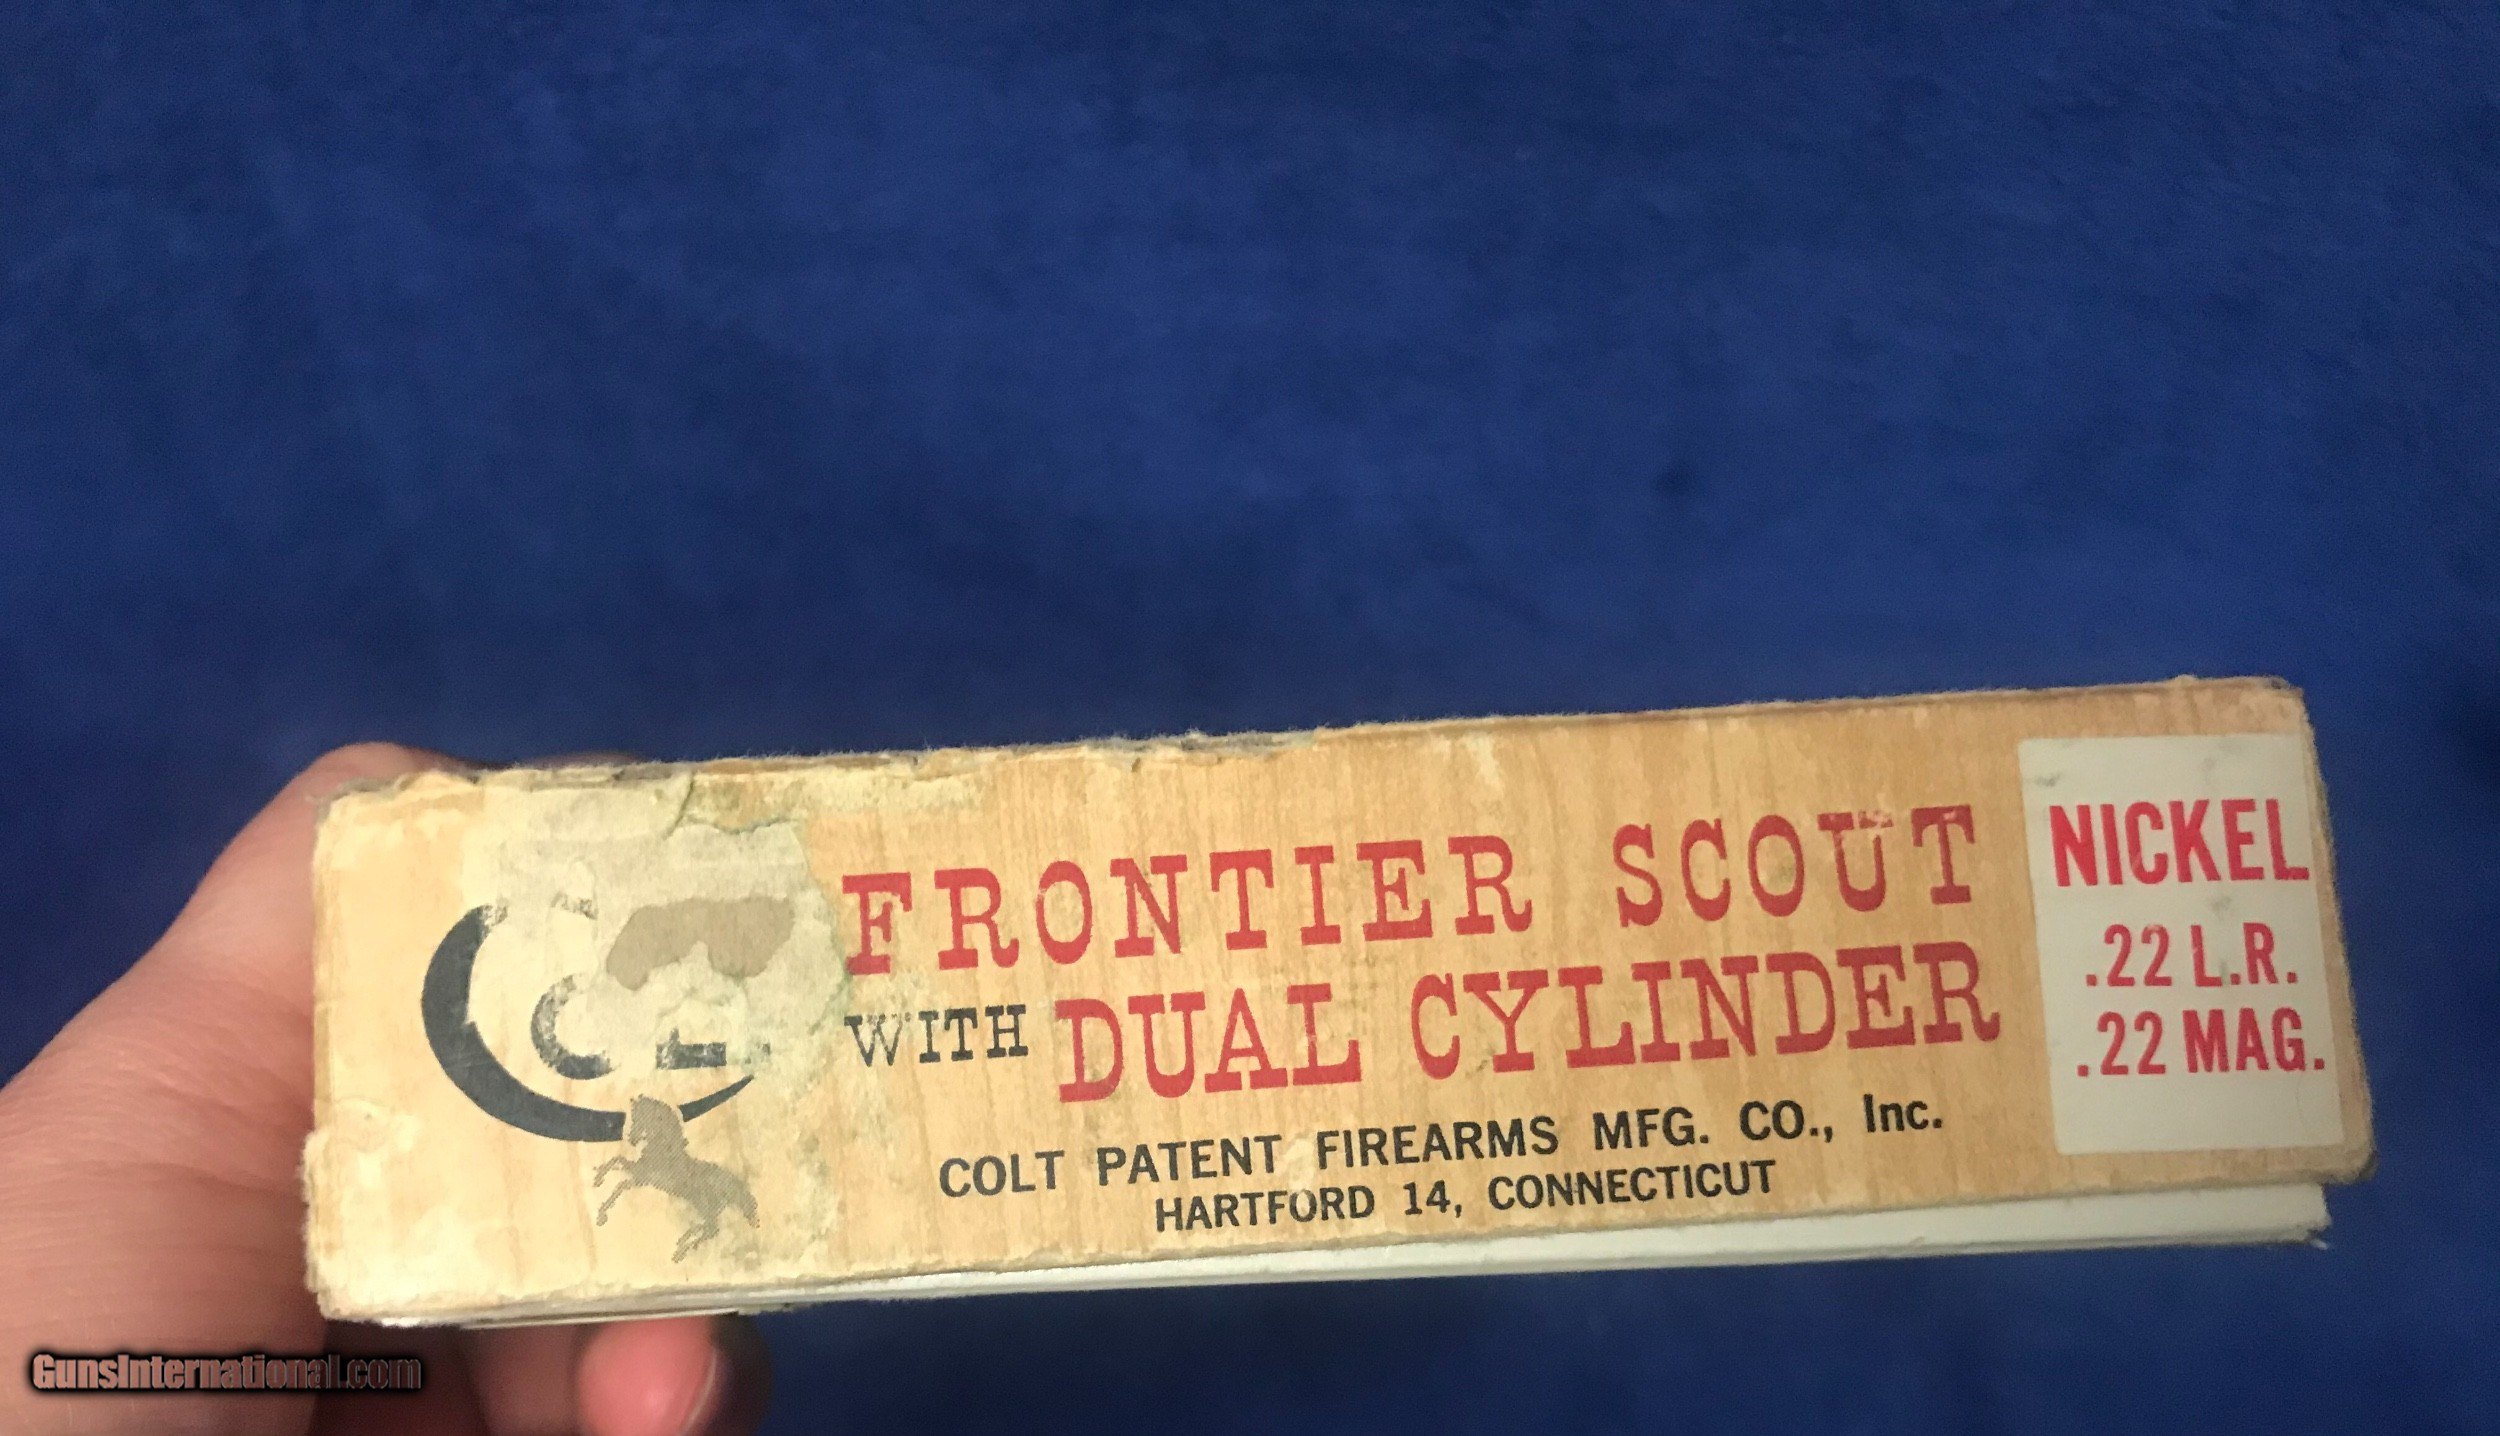 FRONTIER SCOUT
WITH DUAL CYLINDER
COLT PATENT FIREARMS MFG. CO., Inc.
HARTFORD 14, CONNECTICUT
NICKEL
.22 L.R.
.22 MAG.
GunsInternational.com